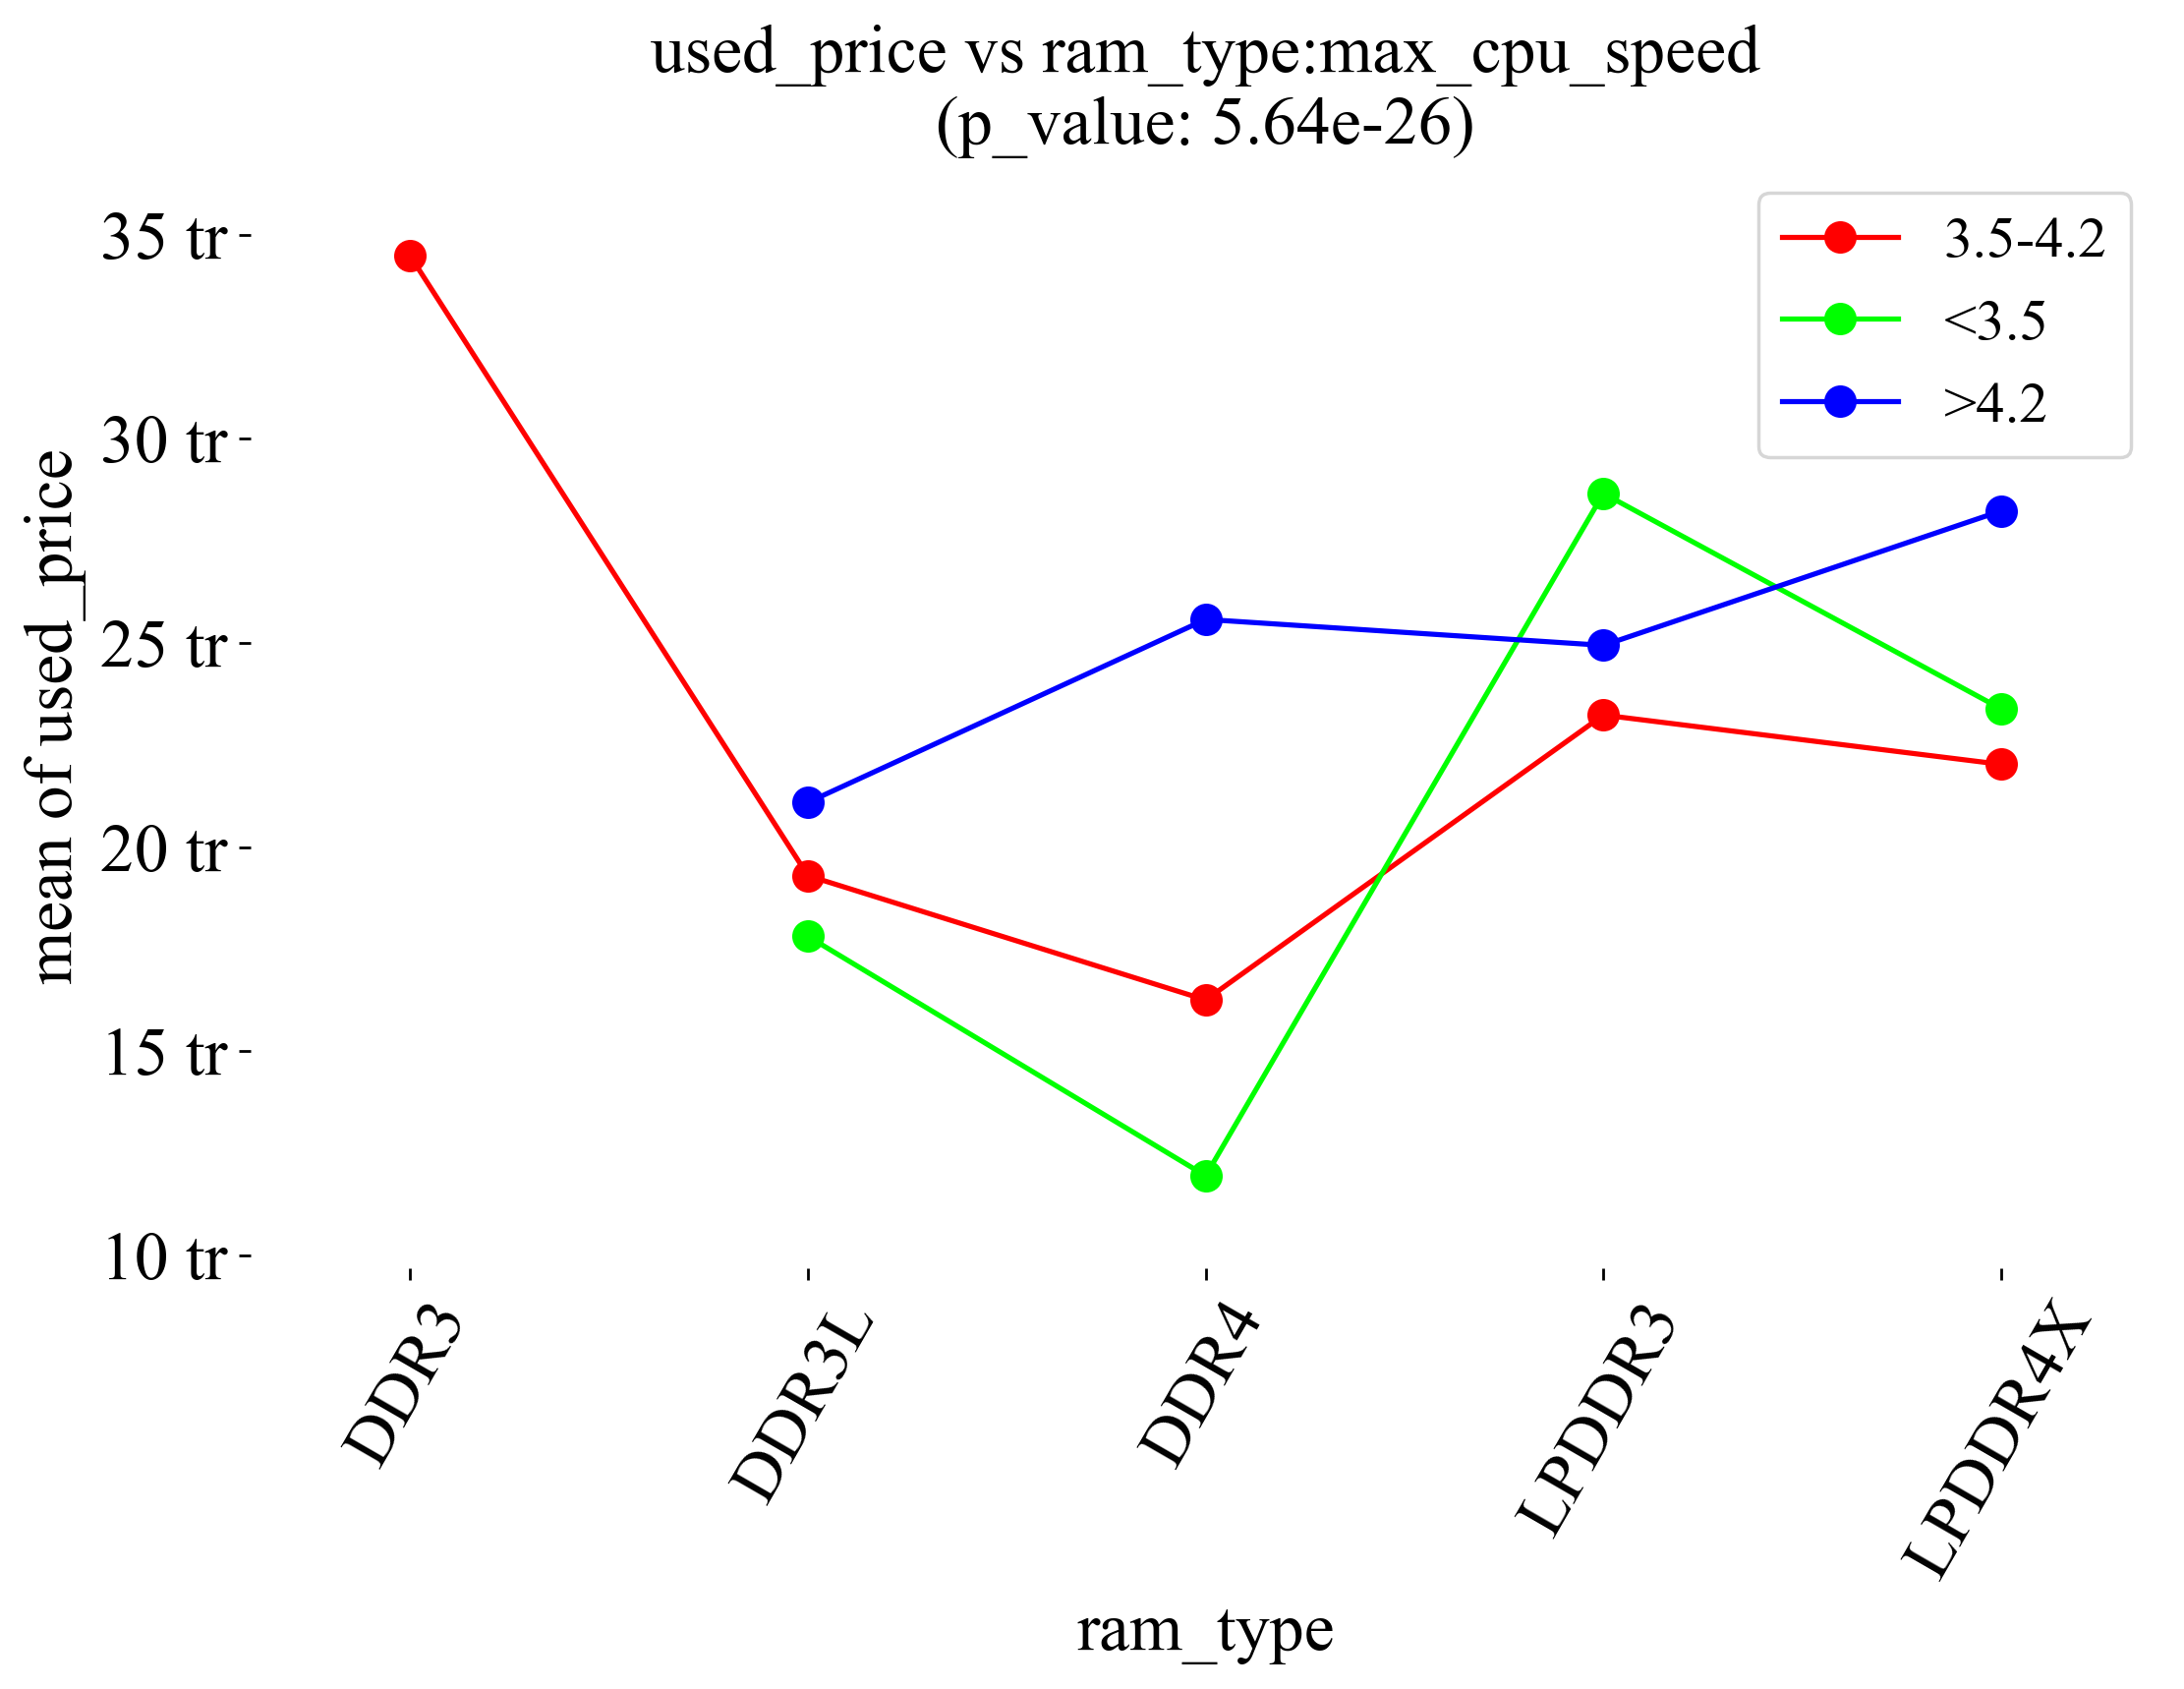 used_price vs ram_type:max_cpu_speed
(p_value: 5.64e-26)
3.5-4.2
<3.5
>4.2
mean of used_price
35 tr
30 tr
25 tr
20 tr
15 tr
10 tr
DDR3
DDR3L
DDR4
LPDDR3
LPDDR4X
ram_type